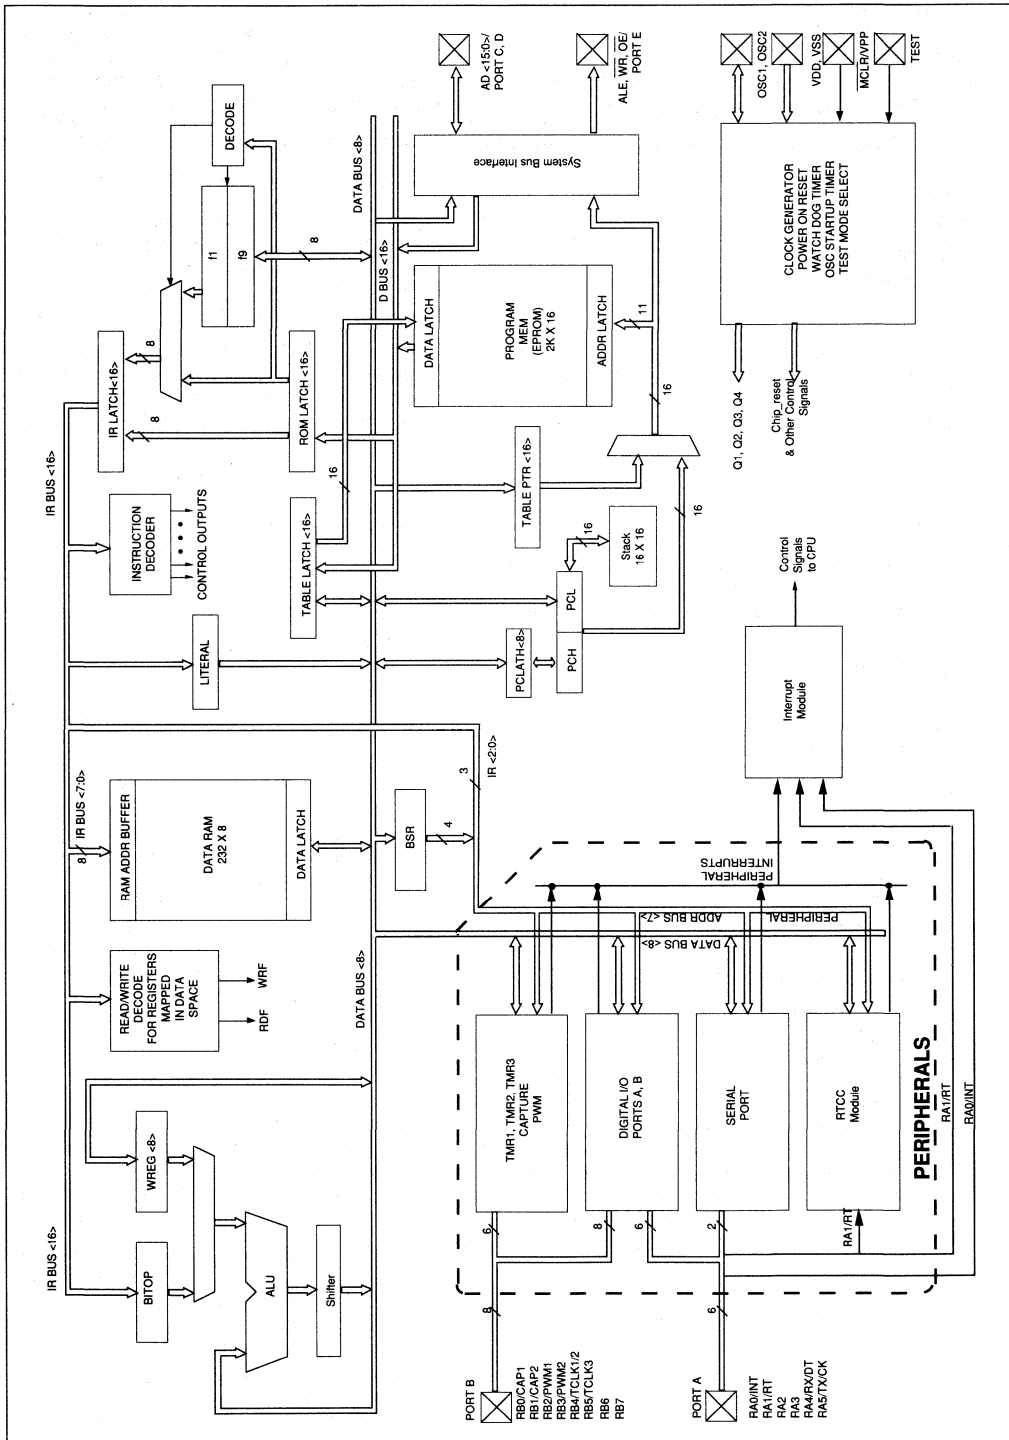 IR BUS <16>
BITOP
WREG <8>
ALU
Shifter
READ/WRITE
DECODE
FOR REGISTERS
MAPPED
IN DATA
SPACE
RDF
WRF
DATA BUS <8>
8
IR BUS <7:0>
RAM ADDR BUFFER
DATA RAM
232 X 8
DATA LATCH
BSR
4
3
IR <2:0>
LITERAL
INSTRUCTION
DECODER
CONTROL OUTPUTS
IR BUS <16>
IR LATCH<16>
8
8
ROM LATCH <16>
TABLE LATCH <16>
16
f1
f9
DECODE
8
DATA BUS <8>
D BUS <16>
PCLATH<8>
PCH
PCL
16
Stack
16 X 16
TABLE PTR <16>
16
16
11
DATA LATCH
PROGRAM
MEM
(EPROM)
2K X 16
ADDR LATCH
System Bus Interface
AD <15:0>/
PORT C, D
ALE, WR, OE/
PORT E
PORT B
RB0/CAP1
RB1/CAP2
RB2/PWM1
RB3/PWM2
RB4/TCLK1/2
RB5/TCLK3
RB6
RB7
8
6
8
6
2
TMR1, TMR2, TMR3
CAPTURE
PWM
DIGITAL I/O
PORTS A, B
SERIAL
PORT
RTCC
Module
RA1/RT
DATA BUS <8>
ADDR BUS <7>
PERIPHERAL
PERIPHERAL
INTERRUPTS
PERIPHERALS
RA1/RT
RA0/INT
PORT A
RA0/INT
RA1/RT
RA2
RA3
RA4/RX/DT
RA5/TX/CK
6
Interrupt
Module
Control
Signals
to CPU
Q1, Q2, Q3, Q4
Chip_reset
& Other Control
Signals
CLOCK GENERATOR
POWER ON RESET
WATCH DOG TIMER
OSC STARTUP TIMER
TEST MODE SELECT
OSC1, OSC2
VDD, VSS
MCLR/VPP
TEST